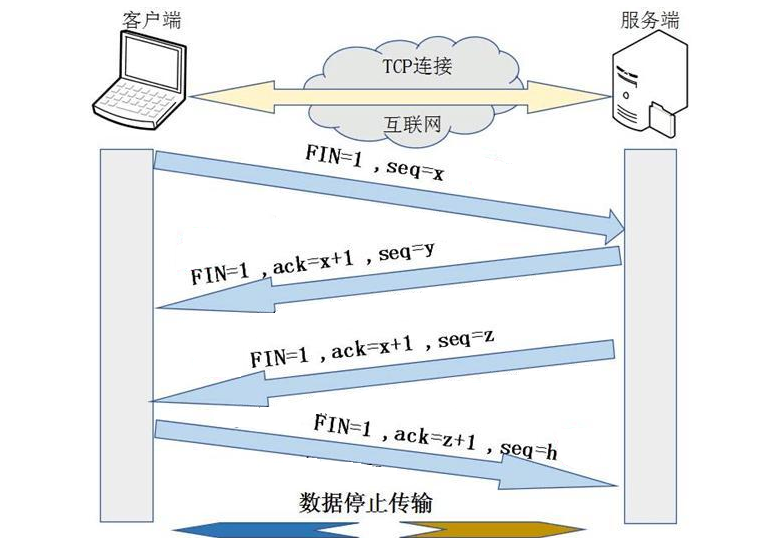 客户端
服务端
TCP连接
互联网
FIN=1 ,seq=x
FIN=1 ,ack=x+1 ,seq=y
FIN=1 ,ack=x+1 ,seq=z
FIN=1 ,ack=z+1 ,seq=h
数据停止传输